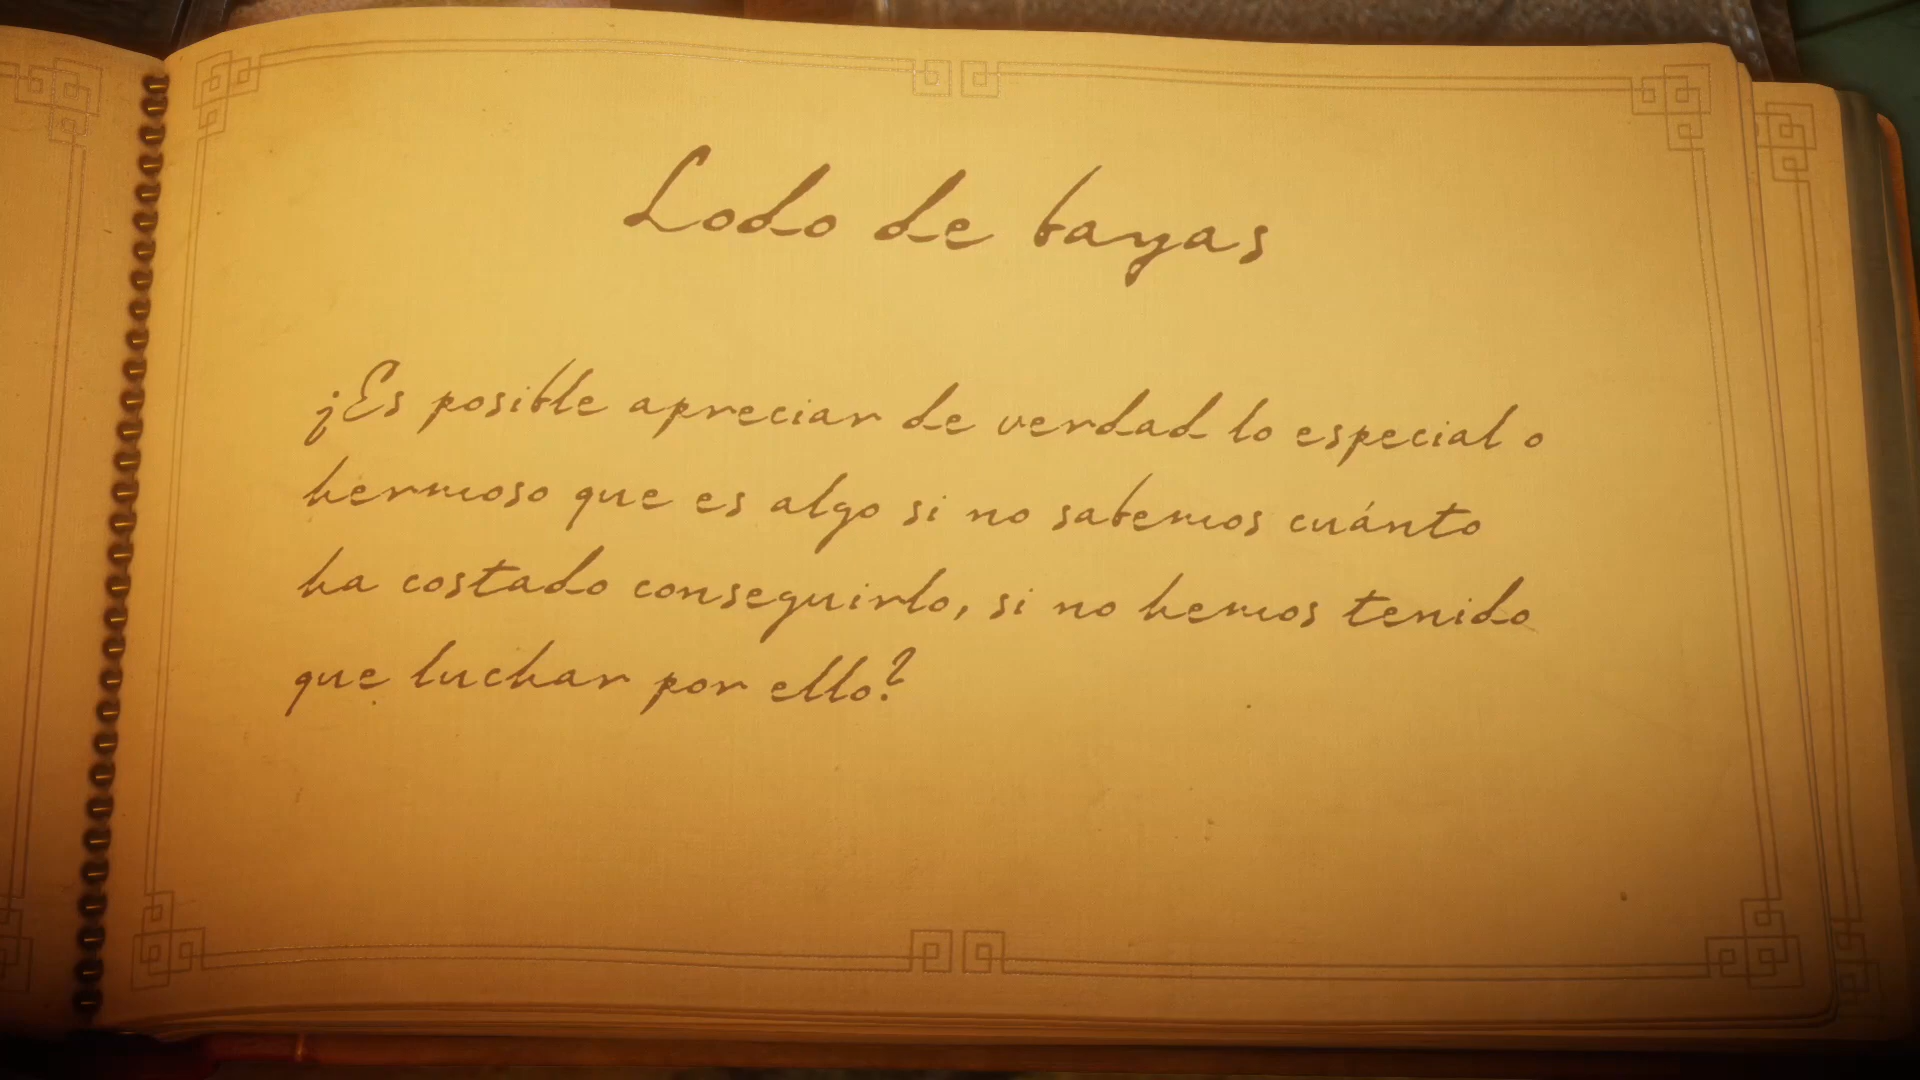 Lodo de bayas
¿Es posible apreciar de verdad lo especial o
hermoso que es algo si no sabemos cuánto
ha costado conseguirlo, si no hemos tenido
que luchar por ello?